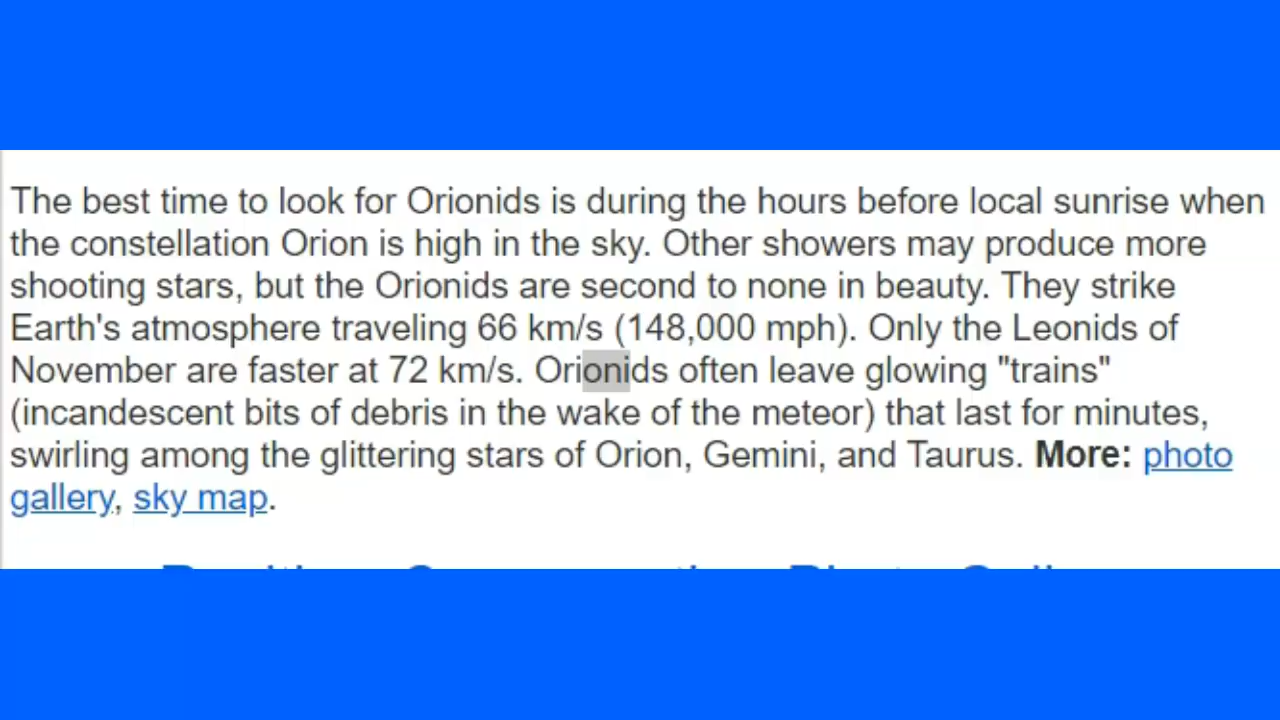 The best time to look for Orionids is during the hours before local sunrise when
the constellation Orion is high in the sky. Other showers may produce more
shooting stars, but the Orionids are second to none in beauty. They strike
Earth's atmosphere traveling 66 km/s (148,000 mph). Only the Leonids of
November are faster at 72 km/s. Orionids often leave glowing "trains"
(incandescent bits of debris in the wake of the meteor) that last for minutes,
swirling among the glittering stars of Orion, Gemini, and Taurus. More: photo
gallery, sky map.